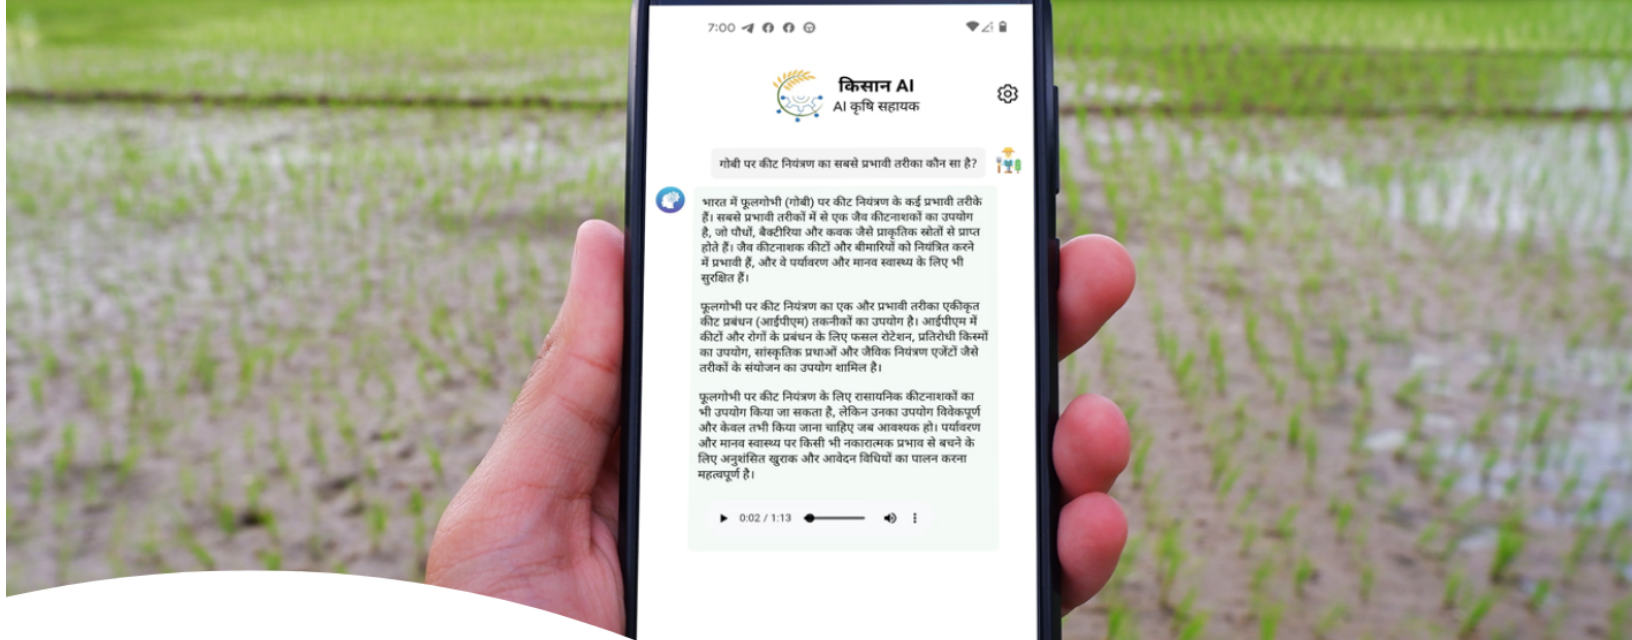 7:00
किसान AI
AI कृषि सहायक
गोबी पर कीट नियंत्रण का सबसे प्रभावी तरीका कौन सा है?
भारत में फूलगोभी (गोबी) पर कीट नियंत्रण के कई प्रभावी तरीके
हैं। सबसे प्रभावी तरीकों में से एक जैव कीटनाशकों का उपयोग
है, जो पौधों, बैक्टीरिया और कवक जैसे प्राकृतिक स्रोतों से प्राप्त
होते हैं। जैव कीटनाशक कीटों और बीमारियों को नियंत्रित करने
में प्रभावी हैं, और वे पर्यावरण और मानव स्वास्थ्य के लिए भी
सुरक्षित हैं।
फूलगोभी पर कीट नियंत्रण का एक और प्रभावी तरीका एकीकृत
कीट प्रबंधन (आईपीएम) तकनीकों का उपयोग है। आईपीएम में
कीटों और रोगों के प्रबंधन के लिए फसल रोटेशन, प्रतिरोधी किस्मों
का उपयोग, सांस्कृतिक प्रथाओं और जैविक नियंत्रण एजेंटों जैसे
तरीकों के संयोजन का उपयोग शामिल है।
फूलगोभी पर कीट नियंत्रण के लिए रासायनिक कीटनाशकों का
भी उपयोग किया जा सकता है, लेकिन उनका उपयोग विवेकपूर्ण
और केवल तभी किया जाना चाहिए जब आवश्यक हो। पर्यावरण
और मानव स्वास्थ्य पर किसी भी नकारात्मक प्रभाव से बचने के
लिए अनुशंसित खुराक और आवेदन विधियों का पालन करना
महत्वपूर्ण है।
0:02 / 1:13